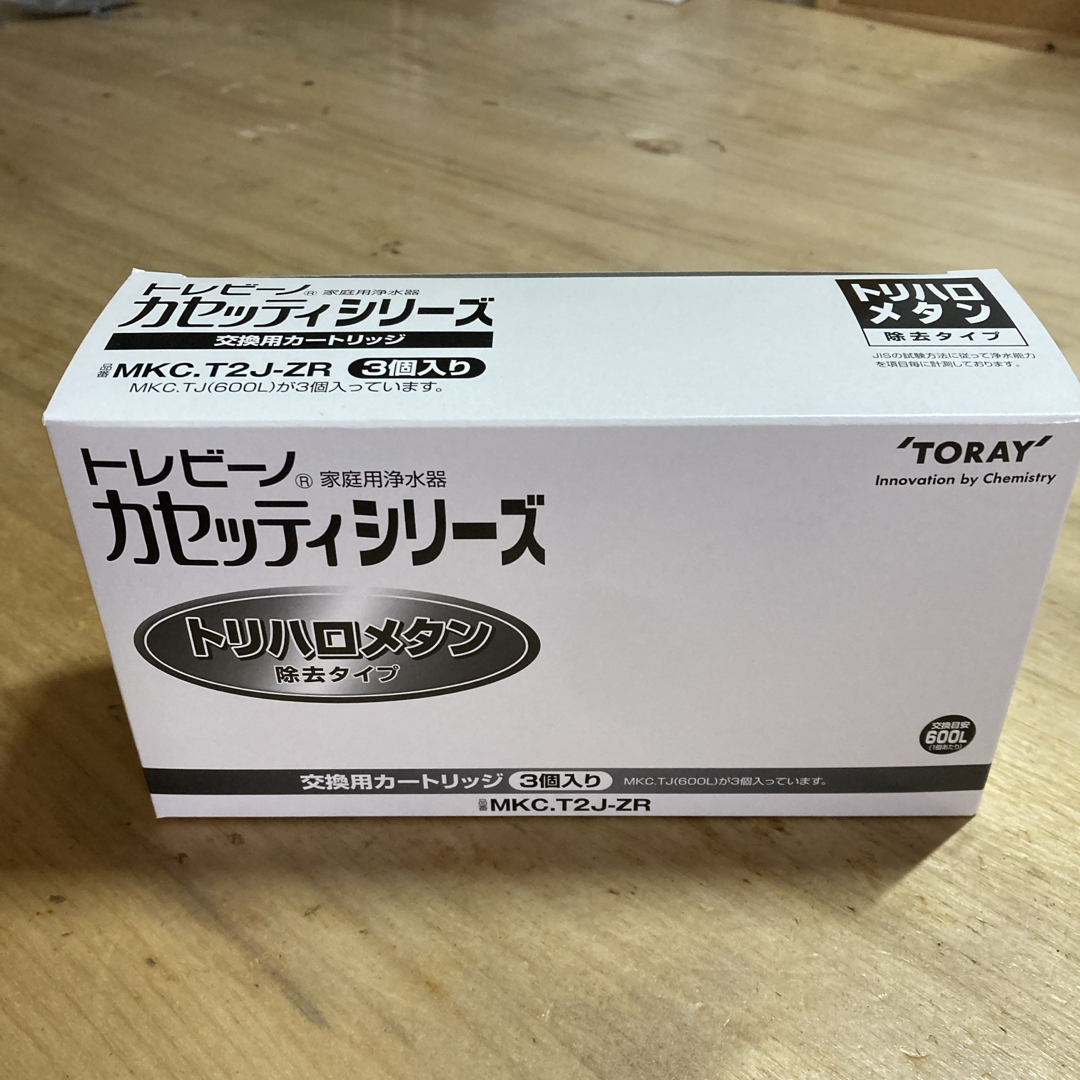 トレビーノ® 家庭用浄水器
カセッティシリーズ
交換用カートリッジ
品番 MKC.T2J-ZR 3個入り
MKC.TJ(600L)が3個入っています。
トリハロ
メタン
除去タイプ
JISの試験方法に従って浄水能力
を項目毎に計測しております。
トレビーノ® 家庭用浄水器
カセッティシリーズ
'TORAY'
Innovation by Chemistry
トリハロメタン
除去タイプ
交換目安
600L
(1個あたり)
交換用カートリッジ 3個入り MKC.TJ(600L)が3個入っています。
品番 MKC.T2J-ZR